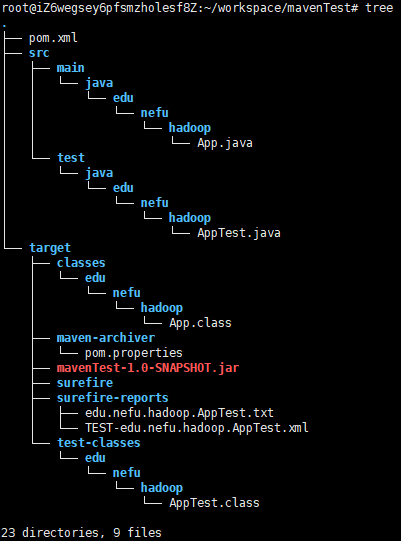 root@iZ6wegsey6pfsmzholesf8Z:~/workspace/mavenTest# tree
.
├── pom.xml
├── src
│   ├── main
│   │   └── java
│   │       └── edu
│   │           └── nefu
│   │               └── hadoop
│   │                   └── App.java
│   └── test
│       └── java
│           └── edu
│               └── nefu
│                   └── hadoop
│                       └── AppTest.java
└── target
    ├── classes
    │   └── edu
    │       └── nefu
    │           └── hadoop
    │               └── App.class
    ├── maven-archiver
    │   └── pom.properties
    ├── mavenTest-1.0-SNAPSHOT.jar
    ├── surefire
    ├── surefire-reports
    │   ├── edu.nefu.hadoop.AppTest.txt
    │   └── TEST-edu.nefu.hadoop.AppTest.xml
    └── test-classes
        └── edu
            └── nefu
                └── hadoop
                    └── AppTest.class
23 directories, 9 files